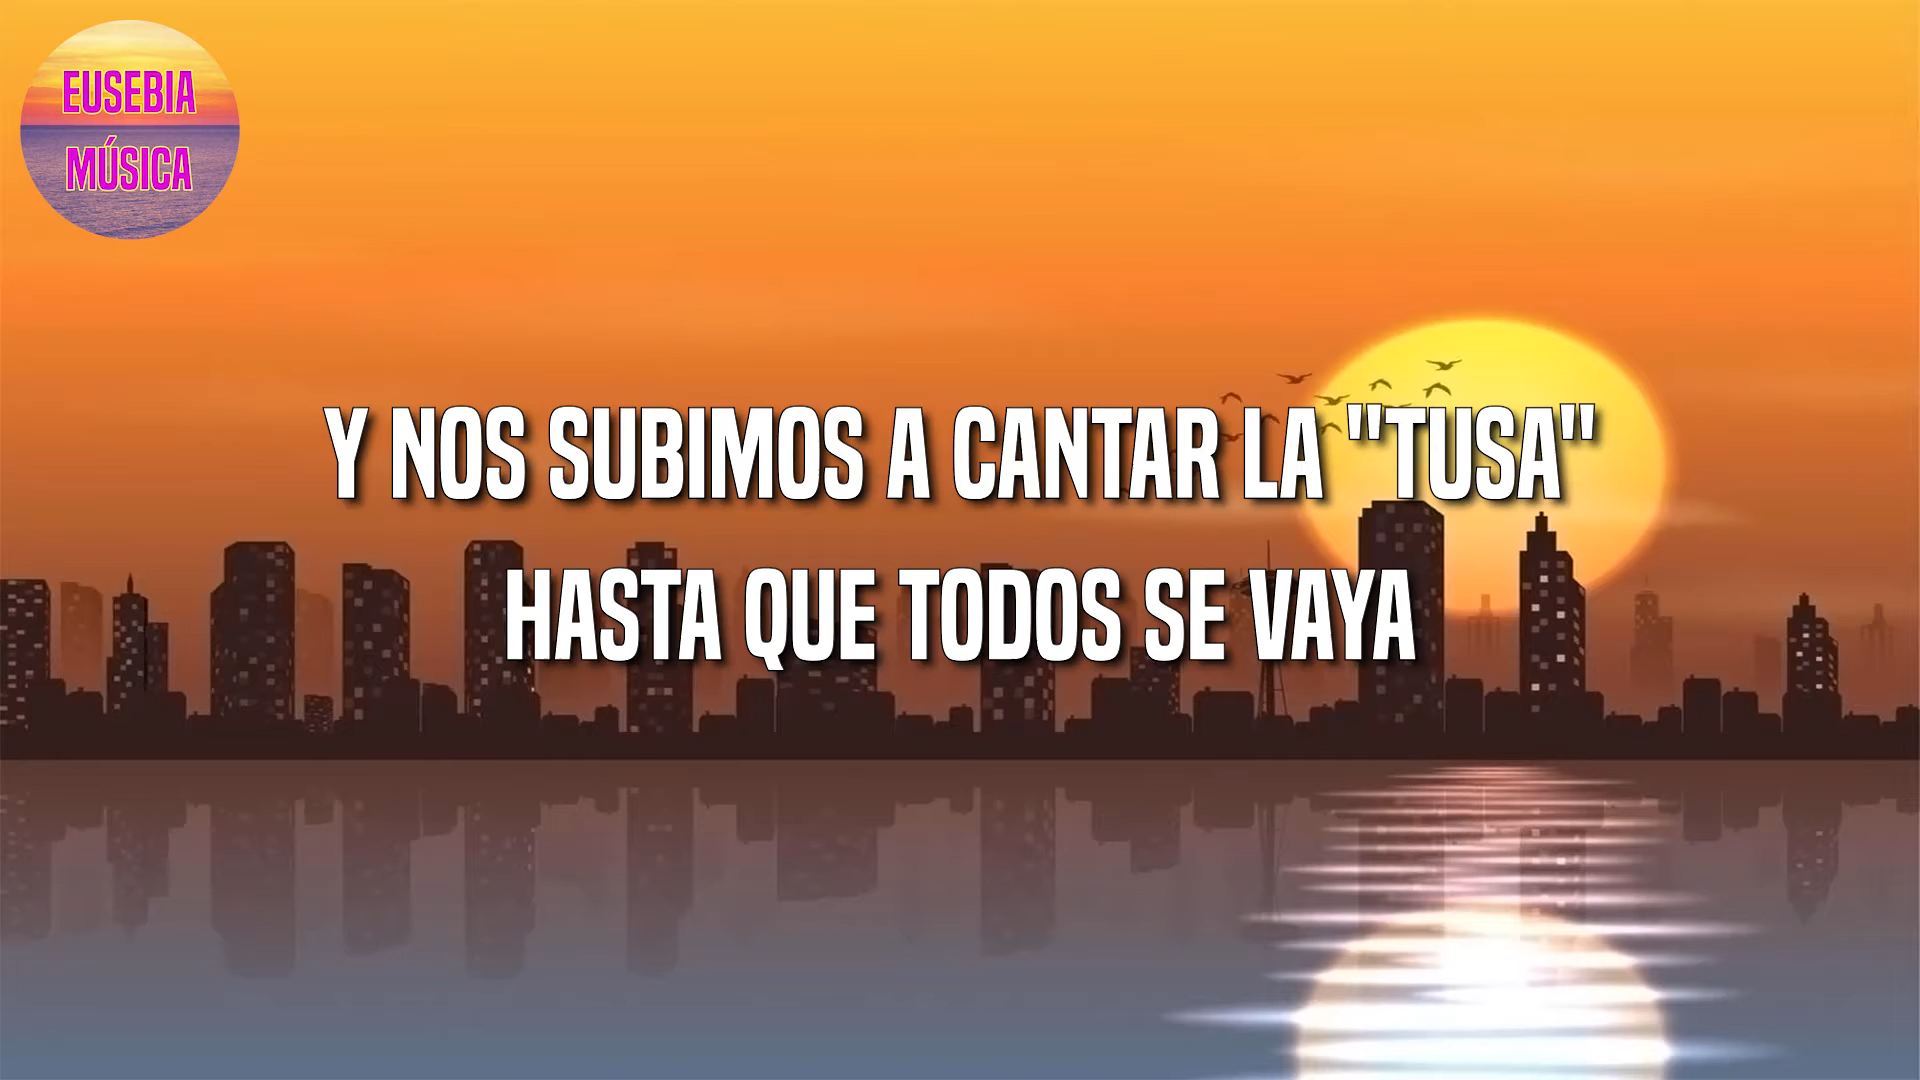 EUSEBIA
MÚSICA
Y NOS SUBIMOS A CANTAR LA "TUSA"
HASTA QUE TODOS SE VAYA